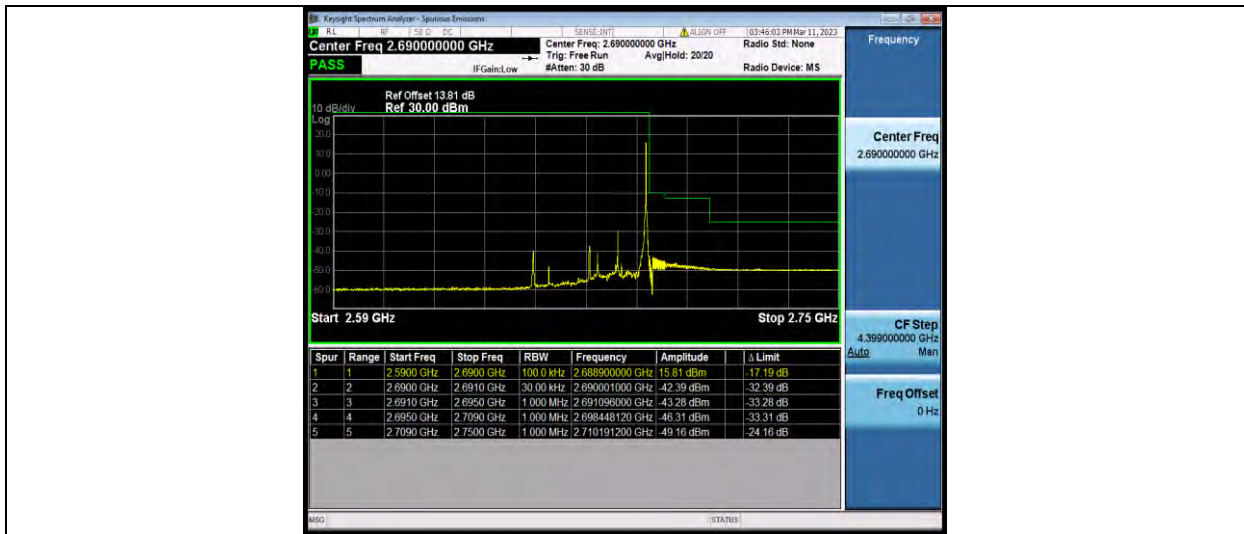 Keysight Spectrum Analyzer - Spurious Emissions
RL RF 50 Ω DC SENSE:INT ALIGN OFF 03:46:03 PM Mar 11, 2023
Center Freq 2.690000000 GHz Center Freq: 2.690000000 GHz Radio Std: None
Trig: Free Run Avg|Hold: 20/20
PASS IFGain:Low #Atten: 30 dB Radio Device: MS
Frequency
Ref Offset 13.81 dB
10 dB/div Ref 30.00 dBm
Log
20.0
10.0
0.00
-10.0
-20.0
-30.0
-40.0
-50.0
-60.0
Start 2.59 GHz Stop 2.75 GHz
Center Freq
2.690000000 GHz
CF Step
4.399000000 GHz
Auto Man
Freq Offset
0 Hz
Spur Range Start Freq Stop Freq RBW Frequency Amplitude Δ Limit
1 1 2.5900 GHz 2.6900 GHz 100.0 kHz 2.688900000 GHz 15.81 dBm -17.19 dB
2 2 2.6900 GHz 2.6910 GHz 30.00 kHz 2.690001000 GHz -42.39 dBm -32.39 dB
3 3 2.6910 GHz 2.6950 GHz 1.000 MHz 2.691096000 GHz -43.28 dBm -33.28 dB
4 4 2.6950 GHz 2.7090 GHz 1.000 MHz 2.698448120 GHz -46.31 dBm -33.31 dB
5 5 2.7090 GHz 2.7500 GHz 1.000 MHz 2.710191200 GHz -49.16 dBm -24.16 dB
MSG STATUS